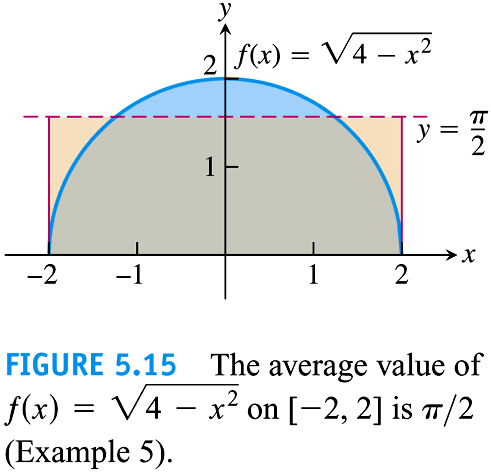 y
2
f(x) = √(4 − x²)
y = π/2
1
−2
−1
1
2
x
FIGURE 5.15 The average value of
f(x) = √(4 − x²) on [−2, 2] is π/2
(Example 5).